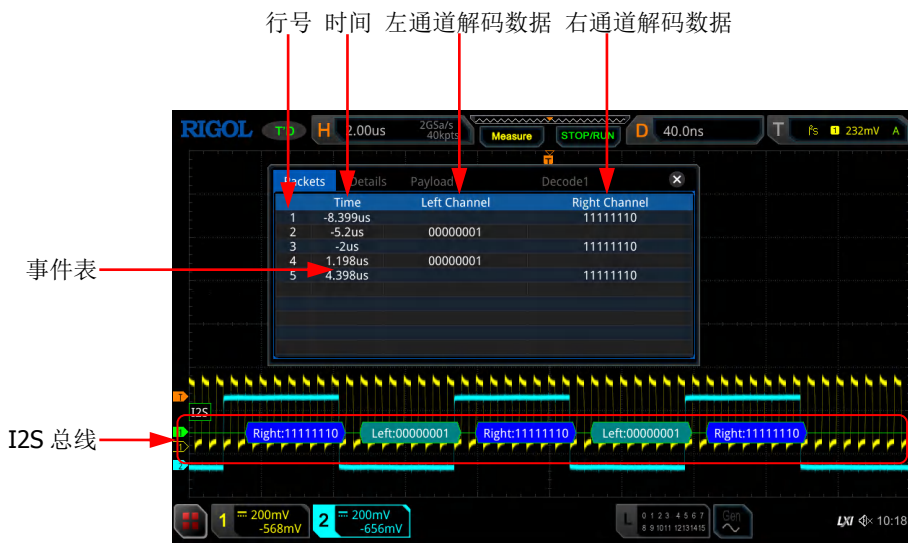 行号 时间 左通道解码数据 右通道解码数据
RIGOL T'D H 2.00us 2GSa/s 40kpts Measure STOP/RUN D 40.0ns T 1 232mV A
T
Packets Details Payload Decode1
Time Left Channel Right Channel
1 -8.399us 11111110
2 -5.2us 00000001
3 -2us 11111110
事件表
4 1.198us 00000001
5 4.398us 11111110
I2S
I2S 总线
Right:11111110 Left:00000001 Right:11111110 Left:00000001 Right:11111110
1 200mV -568mV 2 200mV -656mV L 0 1 2 3 4 5 6 7 8 9 10 11 12131415 Gen LXI 10:18